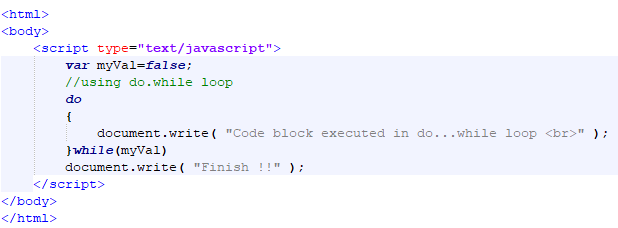 <html>
<body>
<script type="text/javascript">
var myVal=false;
//using do.while loop
do
{
document.write( "Code block executed in do...while loop <br>" );
}while(myVal)
document.write( "Finish !!" );
</script>
</body>
</html>